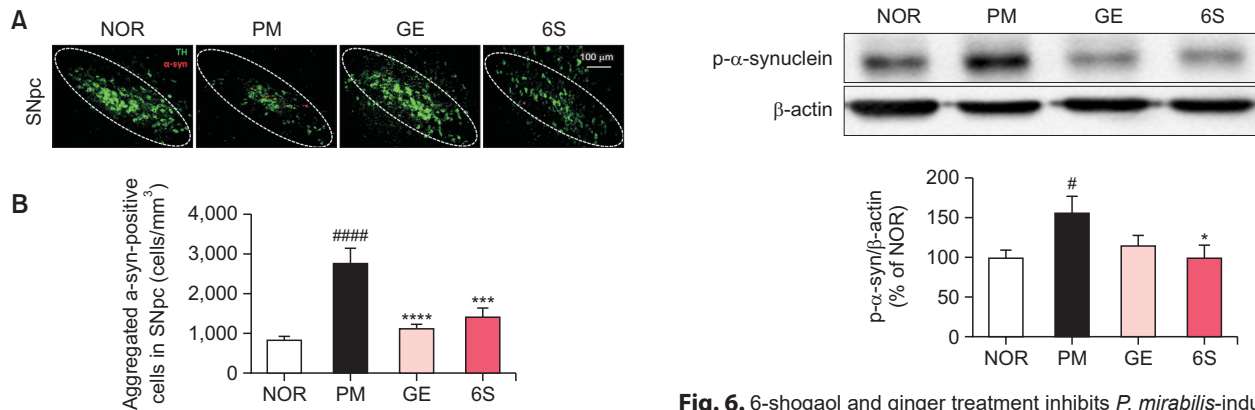 A
NOR PM GE 6S
TH
α-syn
100 μm
SNpc
B
Aggregated a-syn-positive
cells in SNpc (cells/mm³)
4,000
3,000
2,000
1,000
0
####
****
***
NOR PM GE 6S
NOR PM GE 6S
p-α-synuclein
β-actin
p-α-syn/β-actin
(% of NOR)
200
150
100
50
0
#
*
NOR PM GE 6S
Fig. 6. 6-shogaol and ginger treatment inhibits P. mirabilis-indu